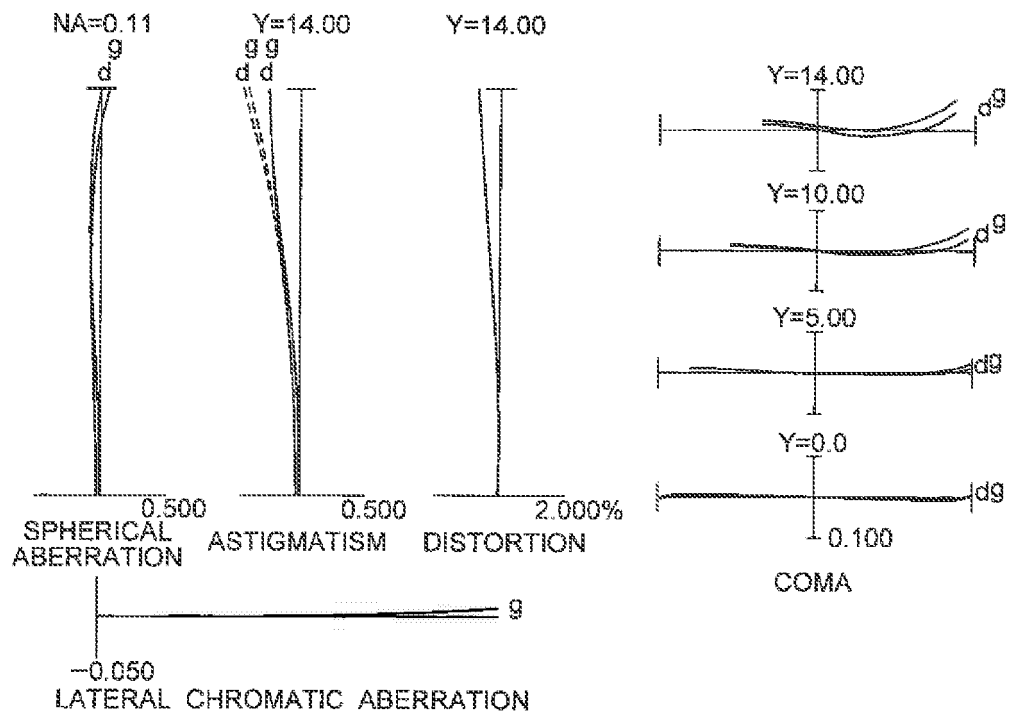 NA=0.11
g
d
0.500
SPHERICAL
ABERRATION
Y=14.00
g g
d d
0.500
ASTIGMATISM
Y=14.00
2.000%
DISTORTION
Y=14.00
dg
Y=10.00
dg
Y=5.00
dg
Y=0.0
dg
0.100
COMA
g
−0.050
LATERAL CHROMATIC ABERRATION